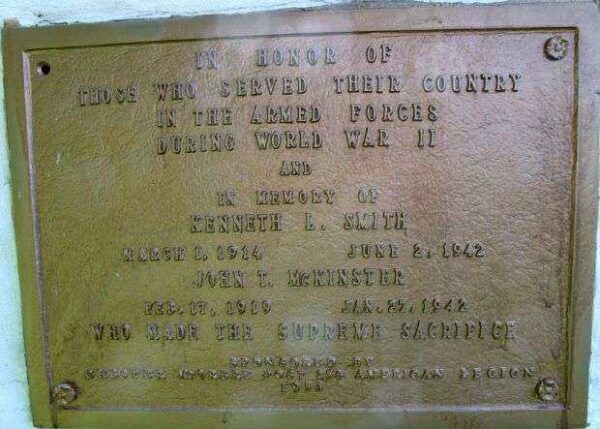 IN HONOR OF
THOSE WHO SERVED THEIR COUNTRY
IN THE ARMED FORCES
DURING WORLD WAR II
AND
IN MEMORY OF
KENNETH L. SMITH
MARCH 1, 1914 JUNE 2, 1942
JOHN T. McKINSTER
FEB. 17, 1919 JAN. 27, 1942
WHO MADE THE SUPREME SACRIFICE
SPONSORED BY
POST AMERICAN LEGION